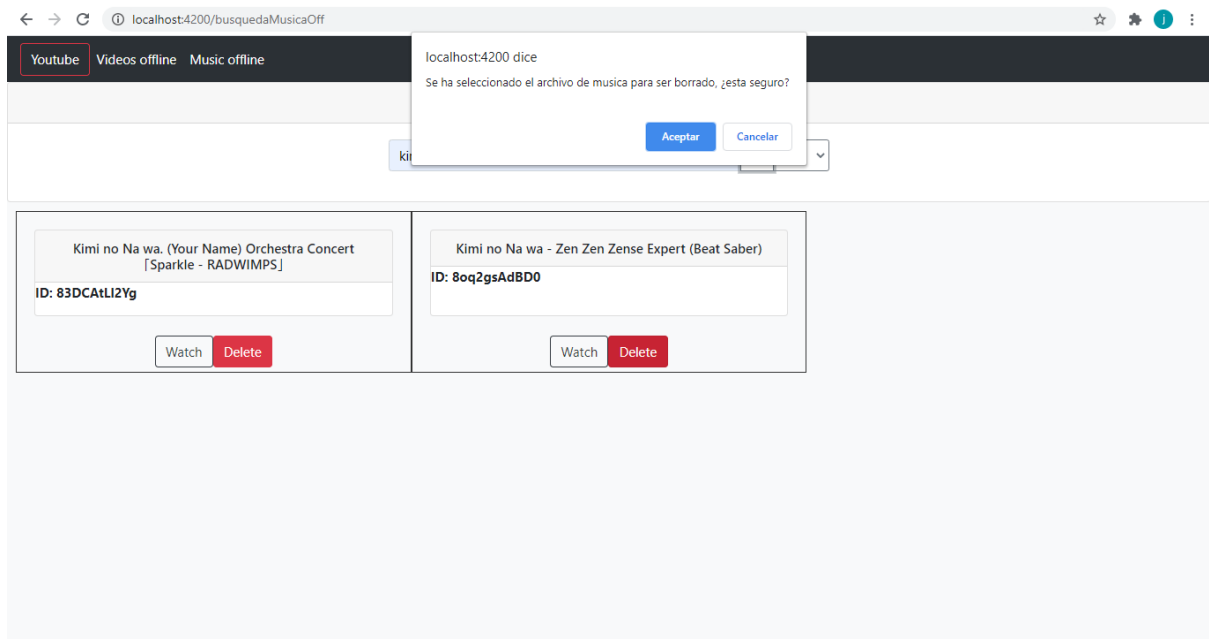 localhost:4200/busquedaMusicaOff
j
Youtube Videos offline Music offline
localhost:4200 dice
Se ha seleccionado el archivo de musica para ser borrado, ¿esta seguro?
Aceptar Cancelar
Kimi no Na wa. (Your Name) Orchestra Concert
「Sparkle - RADWIMPS」
ID: 83DCAtLI2Yg
Watch Delete
Kimi no Na wa - Zen Zen Zense Expert (Beat Saber)
ID: 8oq2gsAdBD0
Watch Delete